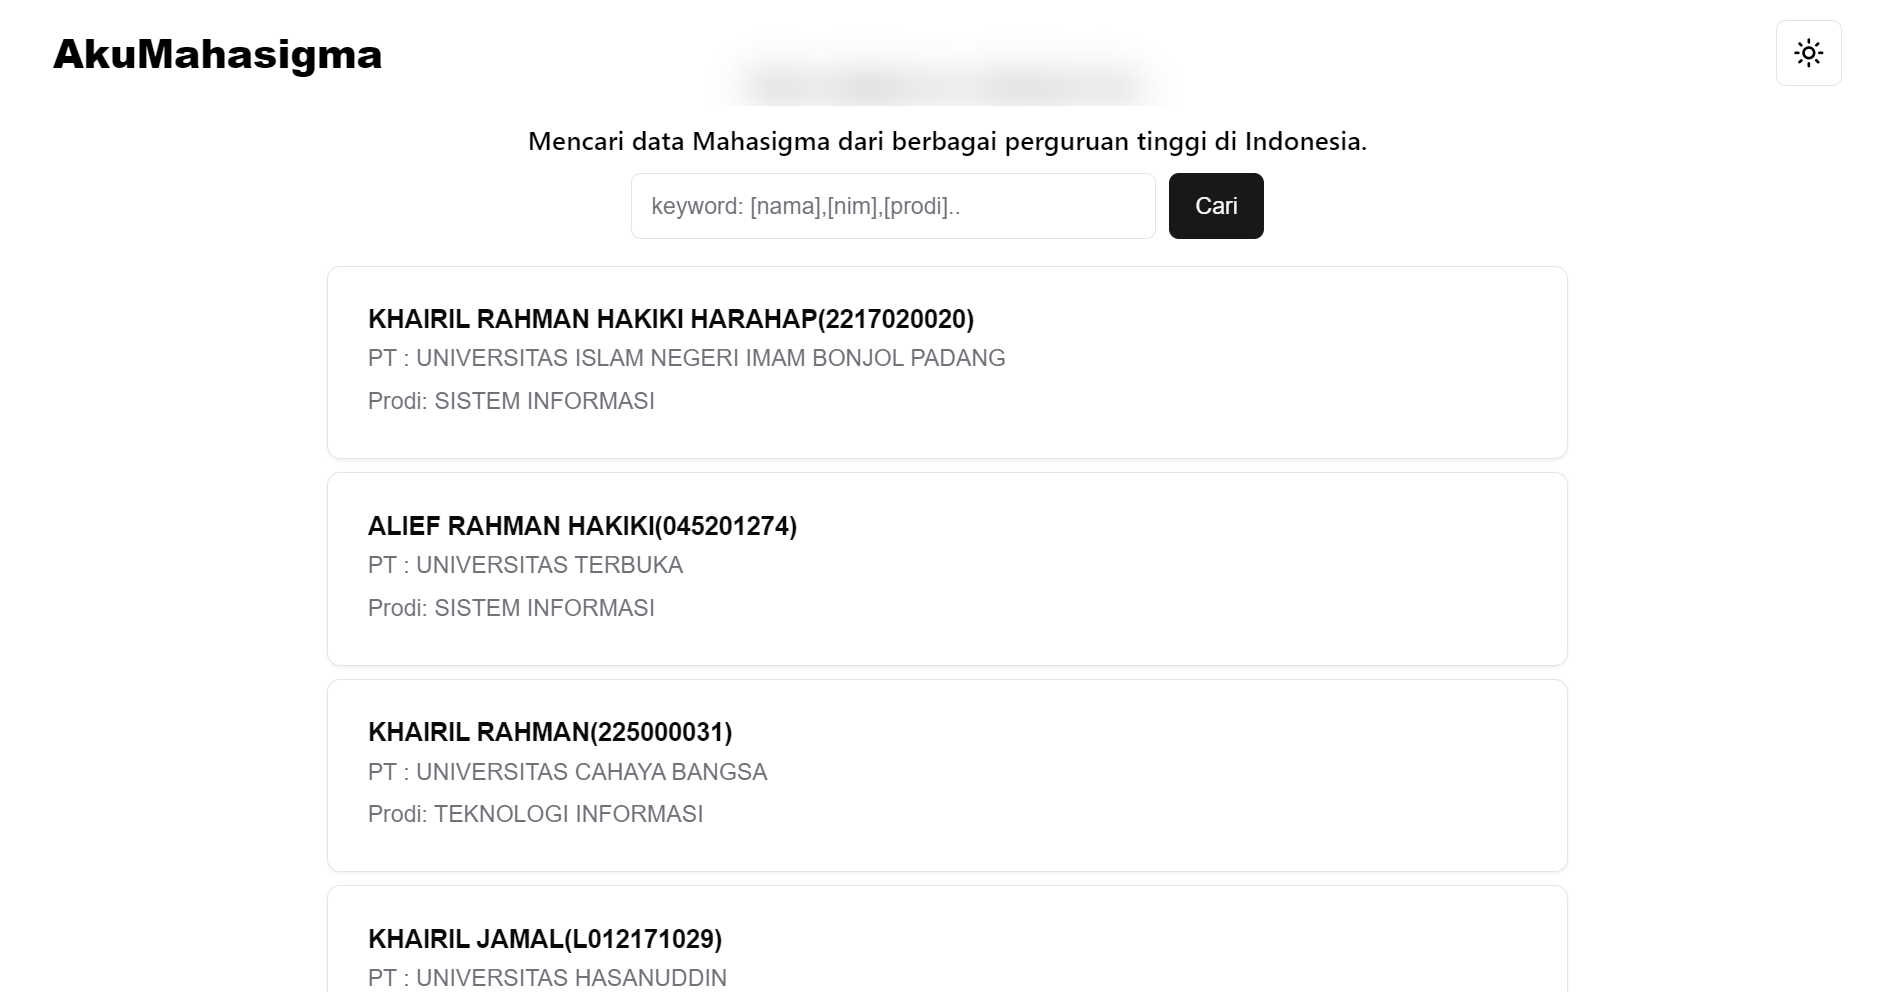 AkuMahasigma
Mencari data Mahasigma dari berbagai perguruan tinggi di Indonesia.
keyword: [nama],[nim],[prodi]..
Cari
KHAIRIL RAHMAN HAKIKI HARAHAP(2217020020)
PT : UNIVERSITAS ISLAM NEGERI IMAM BONJOL PADANG
Prodi: SISTEM INFORMASI
ALIEF RAHMAN HAKIKI(045201274)
PT : UNIVERSITAS TERBUKA
Prodi: SISTEM INFORMASI
KHAIRIL RAHMAN(225000031)
PT : UNIVERSITAS CAHAYA BANGSA
Prodi: TEKNOLOGI INFORMASI
KHAIRIL JAMAL(L012171029)
PT : UNIVERSITAS HASANUDDIN